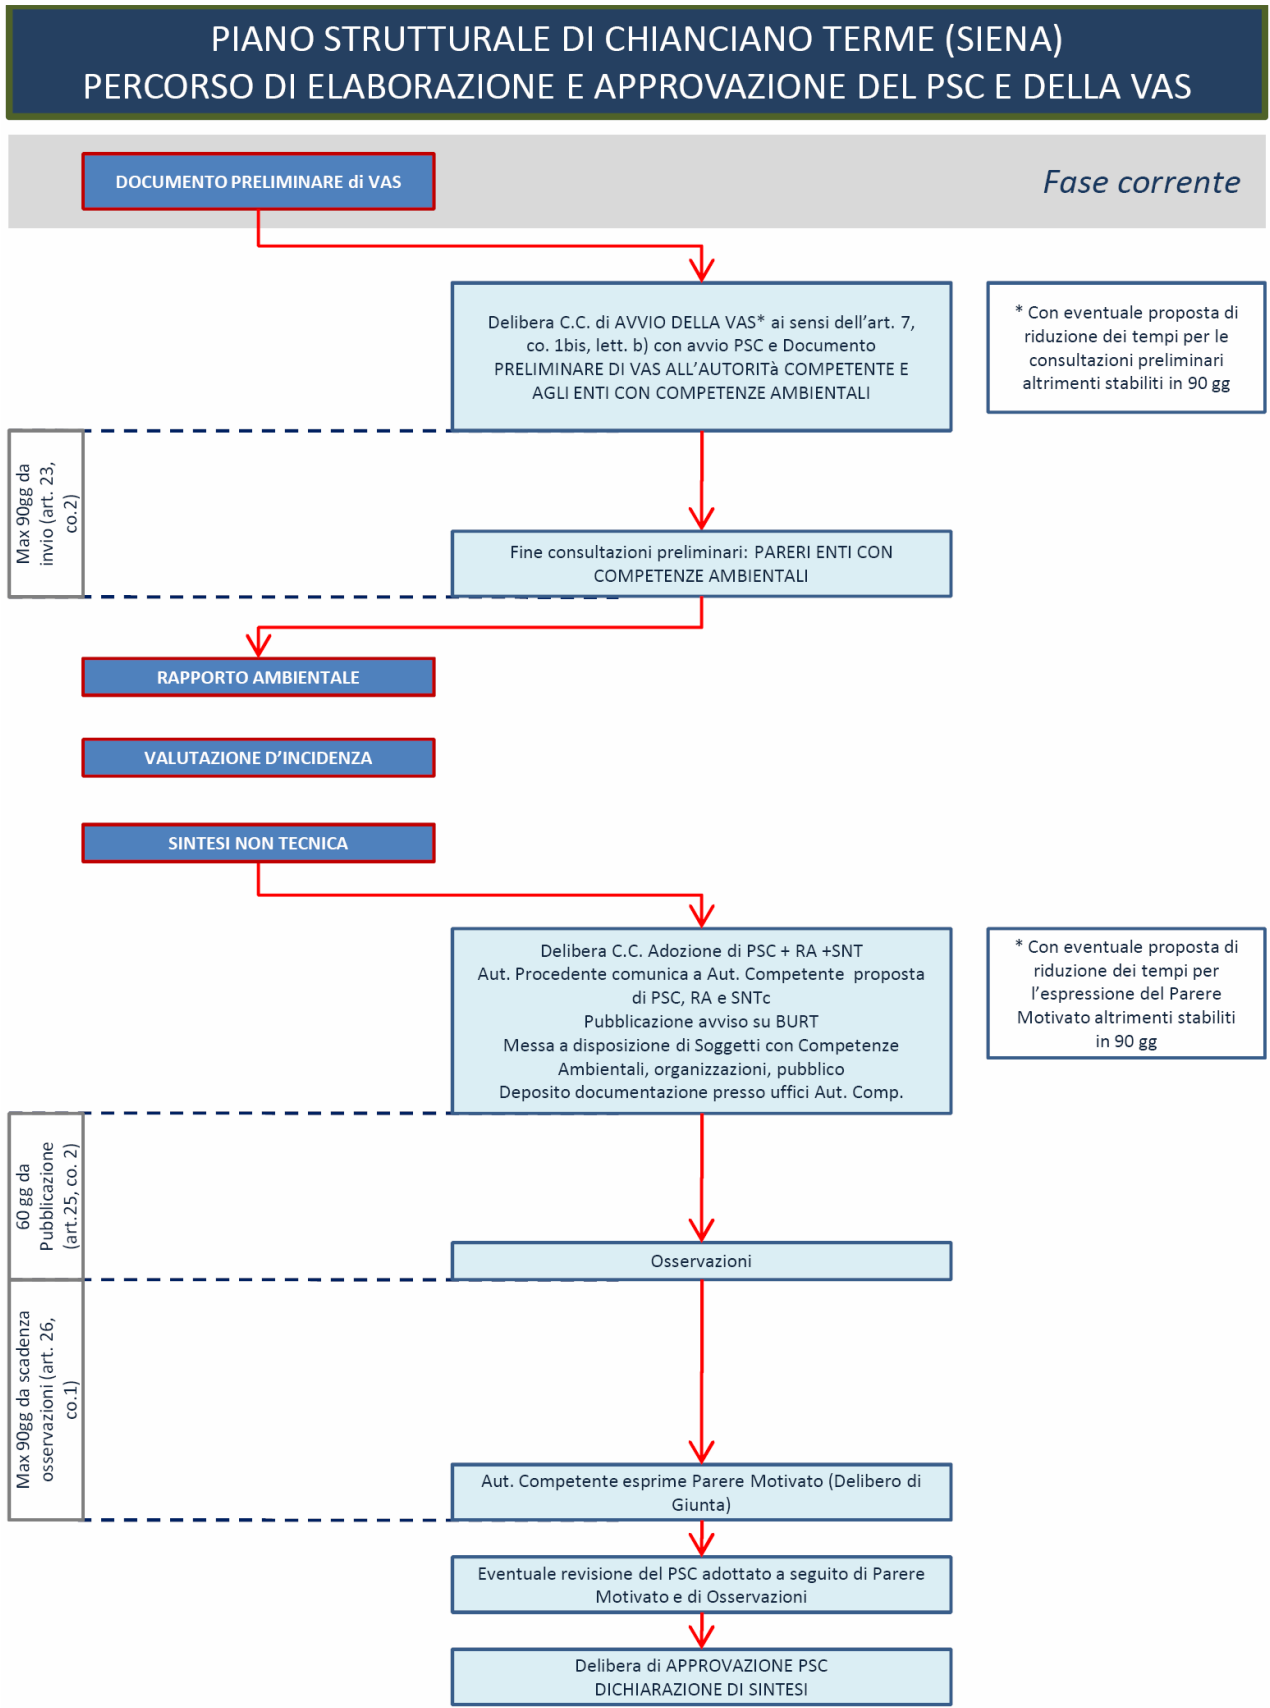 PIANO STRUTTURALE DI CHIANCIANO TERME (SIENA)
PERCORSO DI ELABORAZIONE E APPROVAZIONE DEL PSC E DELLA VAS
DOCUMENTO PRELIMINARE di VAS
Fase corrente
Delibera C.C. di AVVIO DELLA VAS* ai sensi dell'art. 7,
co. 1bis, lett. b) con avvio PSC e Documento
PRELIMINARE DI VAS ALL'AUTORITà COMPETENTE E
AGLI ENTI CON COMPETENZE AMBIENTALI
* Con eventuale proposta di
riduzione dei tempi per le
consultazioni preliminari
altrimenti stabiliti in 90 gg
Max 90gg da
invio (art. 23,
co.2)
Fine consultazioni preliminari: PARERI ENTI CON
COMPETENZE AMBIENTALI
RAPPORTO AMBIENTALE
VALUTAZIONE D'INCIDENZA
SINTESI NON TECNICA
Delibera C.C. Adozione di PSC + RA +SNT
Aut. Procedente comunica a Aut. Competente proposta
di PSC, RA e SNTc
Pubblicazione avviso su BURT
Messa a disposizione di Soggetti con Competenze
Ambientali, organizzazioni, pubblico
Deposito documentazione presso uffici Aut. Comp.
* Con eventuale proposta di
riduzione dei tempi per
l'espressione del Parere
Motivato altrimenti stabiliti
in 90 gg
60 gg da
Pubblicazione
(art.25, co. 2)
Osservazioni
Max 90gg da scadenza
osservazioni (art. 26,
co.1)
Aut. Competente esprime Parere Motivato (Delibero di
Giunta)
Eventuale revisione del PSC adottato a seguito di Parere
Motivato e di Osservazioni
Delibera di APPROVAZIONE PSC
DICHIARAZIONE DI SINTESI